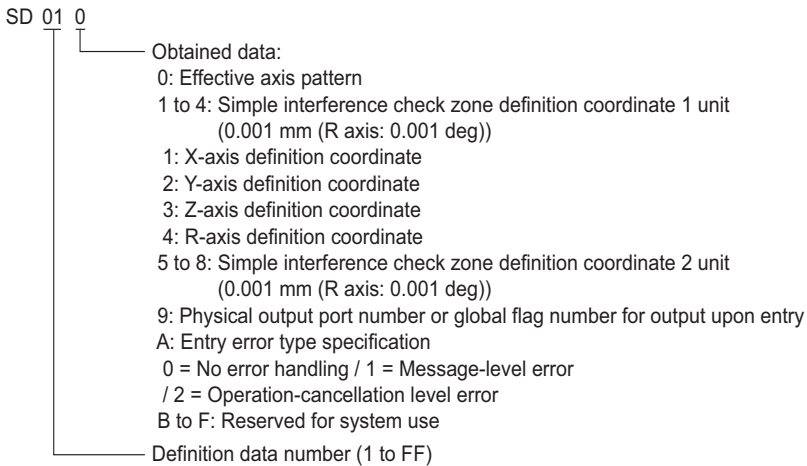 SD 01 0
Obtained data:
0: Effective axis pattern
1 to 4: Simple interference check zone definition coordinate 1 unit
(0.001 mm (R axis: 0.001 deg))
1: X-axis definition coordinate
2: Y-axis definition coordinate
3: Z-axis definition coordinate
4: R-axis definition coordinate
5 to 8: Simple interference check zone definition coordinate 2 unit
(0.001 mm (R axis: 0.001 deg))
9: Physical output port number or global flag number for output upon entry
A: Entry error type specification
0 = No error handling / 1 = Message-level error
/ 2 = Operation-cancellation level error
B to F: Reserved for system use
Definition data number (1 to FF)